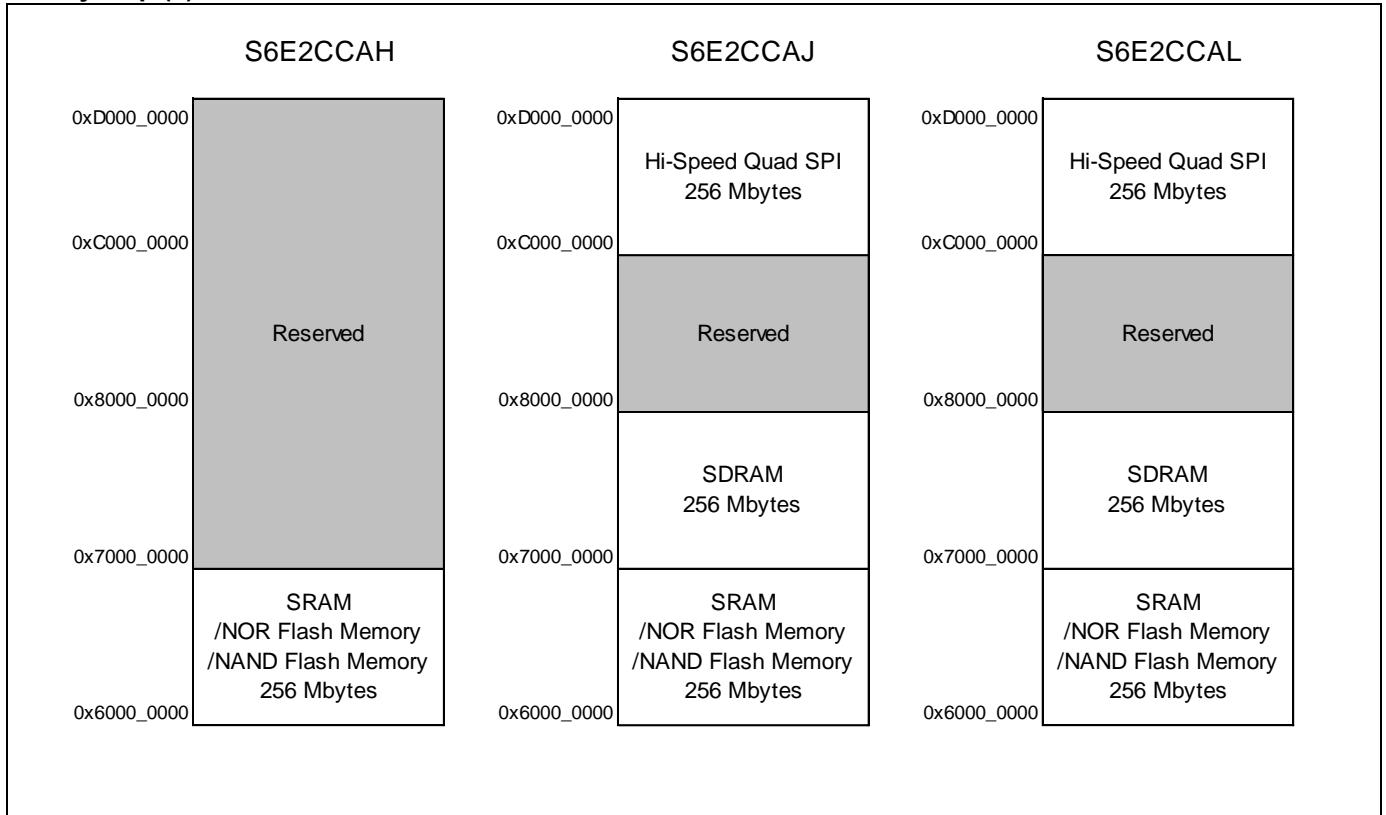 S6E2CCAH
0xD000_0000
Reserved
0x7000_0000
0x8000_0000
0xC000_0000
SRAM
/NOR Flash Memory
/NAND Flash Memory
256 Mbytes
0x6000_0000
S6E2CCAJ
0xD000_0000
Hi-Speed Quad SPI
256 Mbytes
0xC000_0000
Reserved
0x8000_0000
SDRAM
256 Mbytes
0x7000_0000
SRAM
/NOR Flash Memory
/NAND Flash Memory
256 Mbytes
0x6000_0000
S6E2CCAL
0xD000_0000
Hi-Speed Quad SPI
256 Mbytes
0xC000_0000
Reserved
0x8000_0000
SDRAM
256 Mbytes
0x7000_0000
SRAM
/NOR Flash Memory
/NAND Flash Memory
256 Mbytes
0x6000_0000